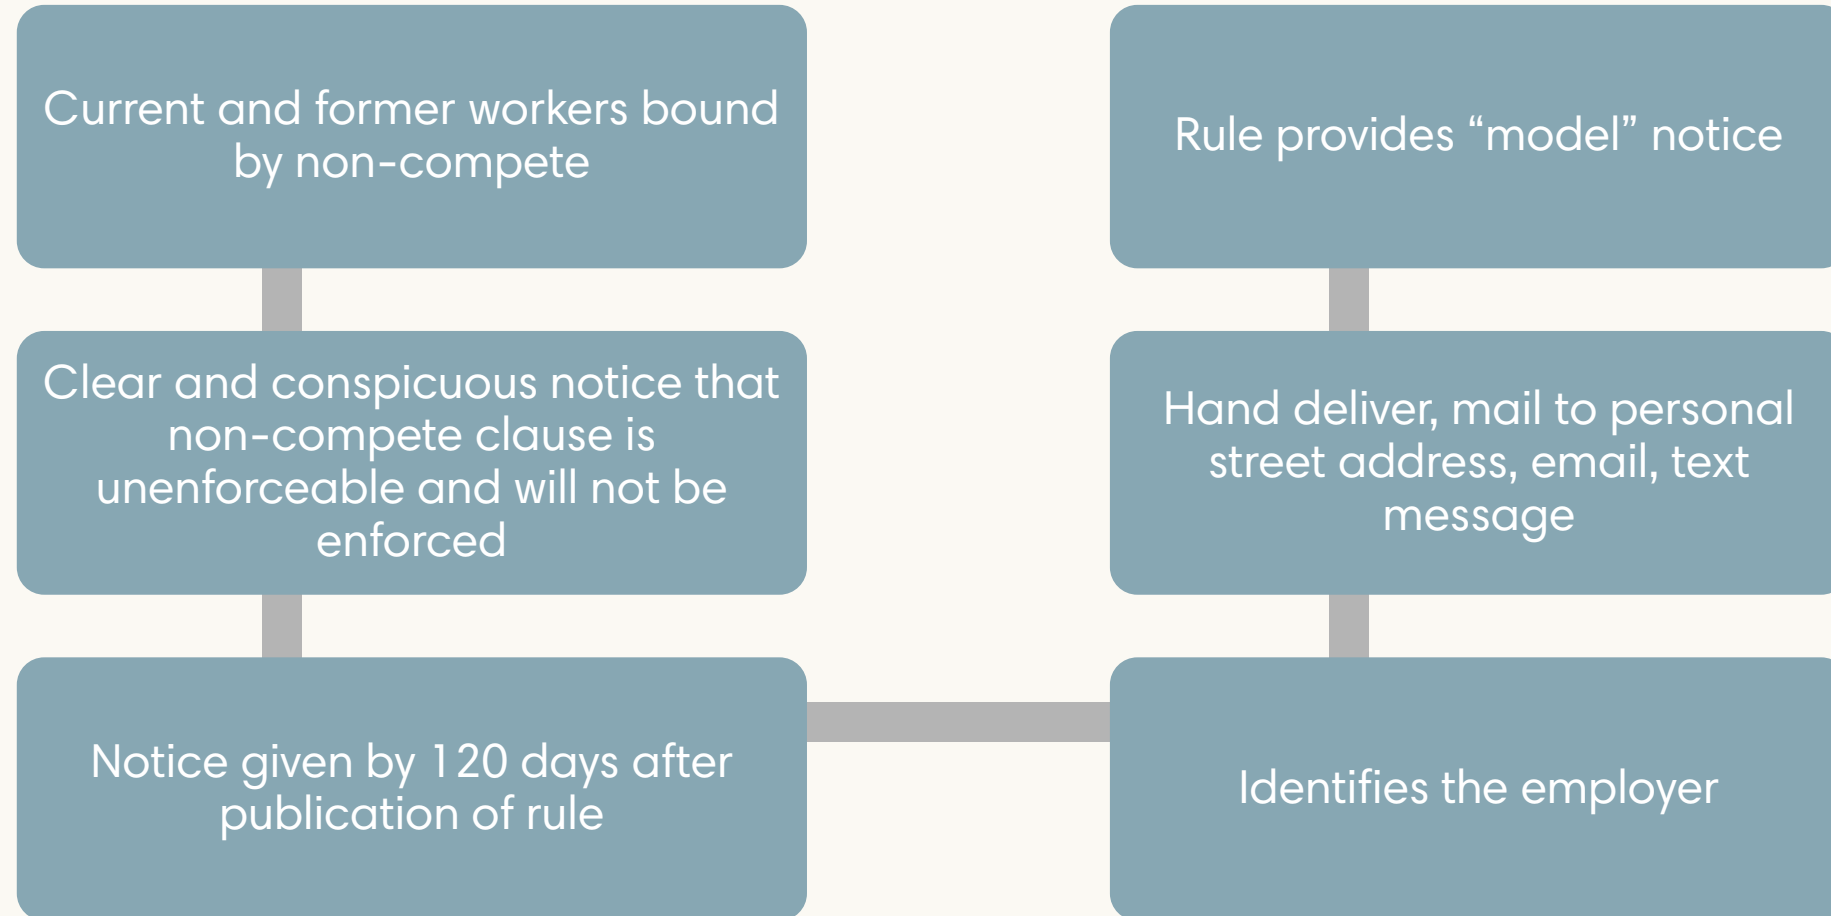 Current and former workers bound
by non-compete
Clear and conspicuous notice that
non-compete clause is
unenforceable and will not be
enforced
Notice given by 120 days after
publication of rule
Identifies the employer
Hand deliver, mail to personal
street address, email, text
message
Rule provides “model” notice